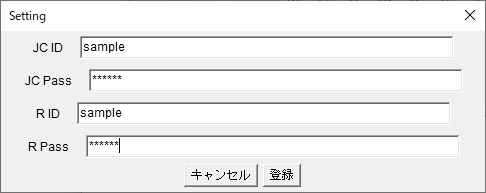 Setting
JC ID sample
JC Pass ******
R ID sample
R Pass ******
キャンセル 登録